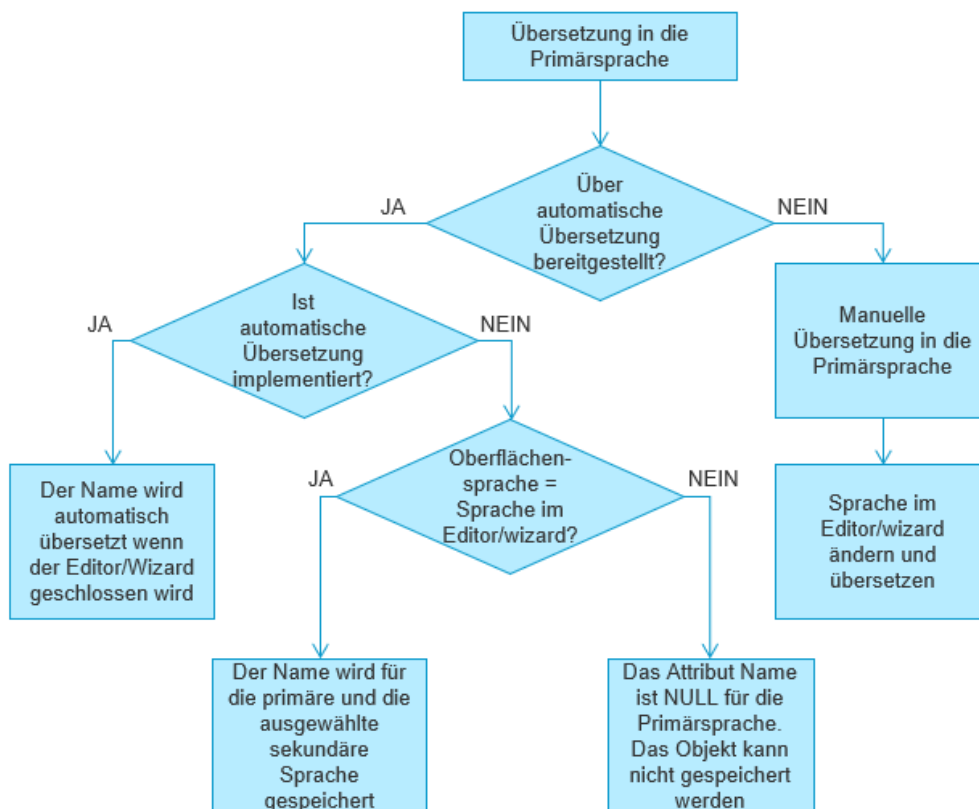 Übersetzung in die
Primärsprache
Über
automatische
Übersetzung
bereitgestellt?
JA
NEIN
Ist
automatische
Übersetzung
implementiert?
JA
NEIN
Manuelle
Übersetzung in die
Primärsprache
Der Name wird
automatisch
übersetzt wenn
der Editor/Wizard
geschlossen wird
Oberflächen-
sprache =
Sprache im
Editor/wizard?
JA
NEIN
Sprache im
Editor/wizard
ändern und
übersetzen
Der Name wird für
die primäre und die
ausgewählte
sekundäre
Sprache
gespeichert
Das Attribut Name
ist NULL für die
Primärsprache.
Das Objekt kann
nicht gespeichert
werden